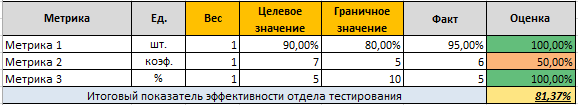 Метрика Ед. Вес Целевое значение Граничное значение Факт Оценка
Метрика 1 шт. 1 90,00% 80,00% 95,00% 100,00%
Метрика 2 коэф. 1 7 5 6 50,00%
Метрика 3 % 1 5 10 5 100,00%
Итоговый показатель эффективности отдела тестирования 81,37%